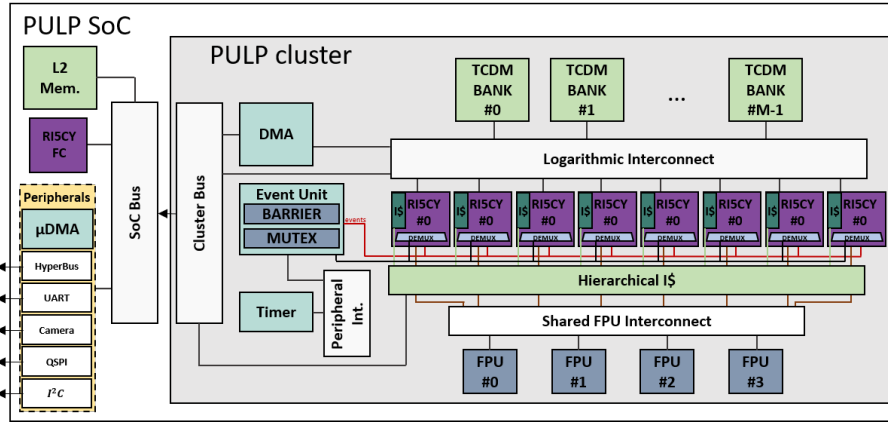 PULP SoC
PULP cluster
L2
Mem.
RI5CY
FC
Peripherals
µDMA
HyperBus
UART
Camera
QSPI
I²C
SoC Bus
Cluster Bus
DMA
Event Unit
BARRIER
MUTEX
events
Timer
Peripheral
Int.
TCDM
BANK
#0
TCDM
BANK
#1
...
TCDM
BANK
#M-1
Logarithmic Interconnect
I$
RI5CY
#0
DEMUX
I$
RI5CY
#0
DEMUX
I$
RI5CY
#0
DEMUX
I$
RI5CY
#0
DEMUX
I$
RI5CY
#0
DEMUX
I$
RI5CY
#0
DEMUX
I$
RI5CY
#0
DEMUX
I$
RI5CY
#0
DEMUX
Hierarchical I$
Shared FPU Interconnect
FPU
#0
FPU
#1
FPU
#2
FPU
#3